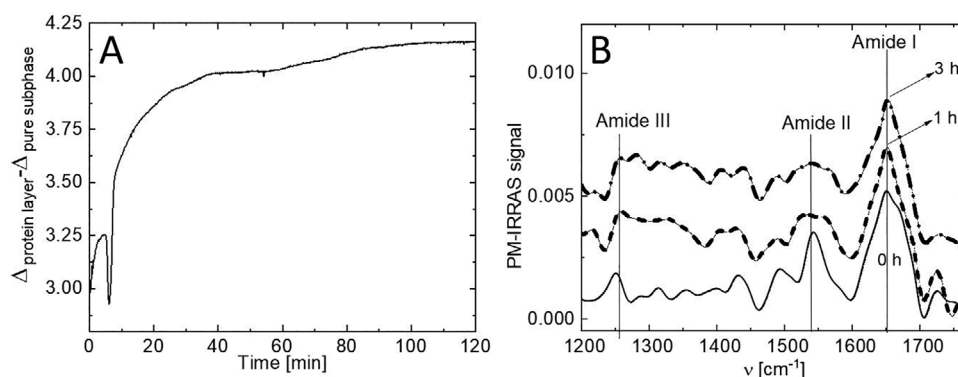 A
Δ protein layer-Δ pure subphase
4.25
4.00
3.75
3.50
3.25
3.00
0 20 40 60 80 100 120
Time [min]
B
PM-IRRAS signal
0.010
0.005
0.000
Amide I
3 h
1 h
Amide III
Amide II
0 h
1200 1300 1400 1500 1600 1700
ν [cm-1]